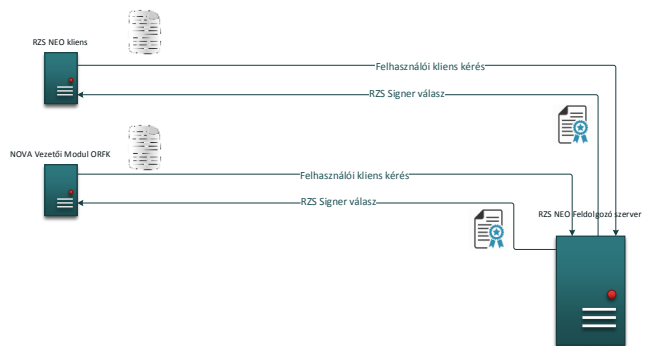 RZS NEO kliens
Felhasználói kliens kérés
RZS Signer válasz
NOVA Vezetői Modul ORFK
Felhasználói kliens kérés
RZS Signer válasz
RZS NEO Feldolgozó szerver